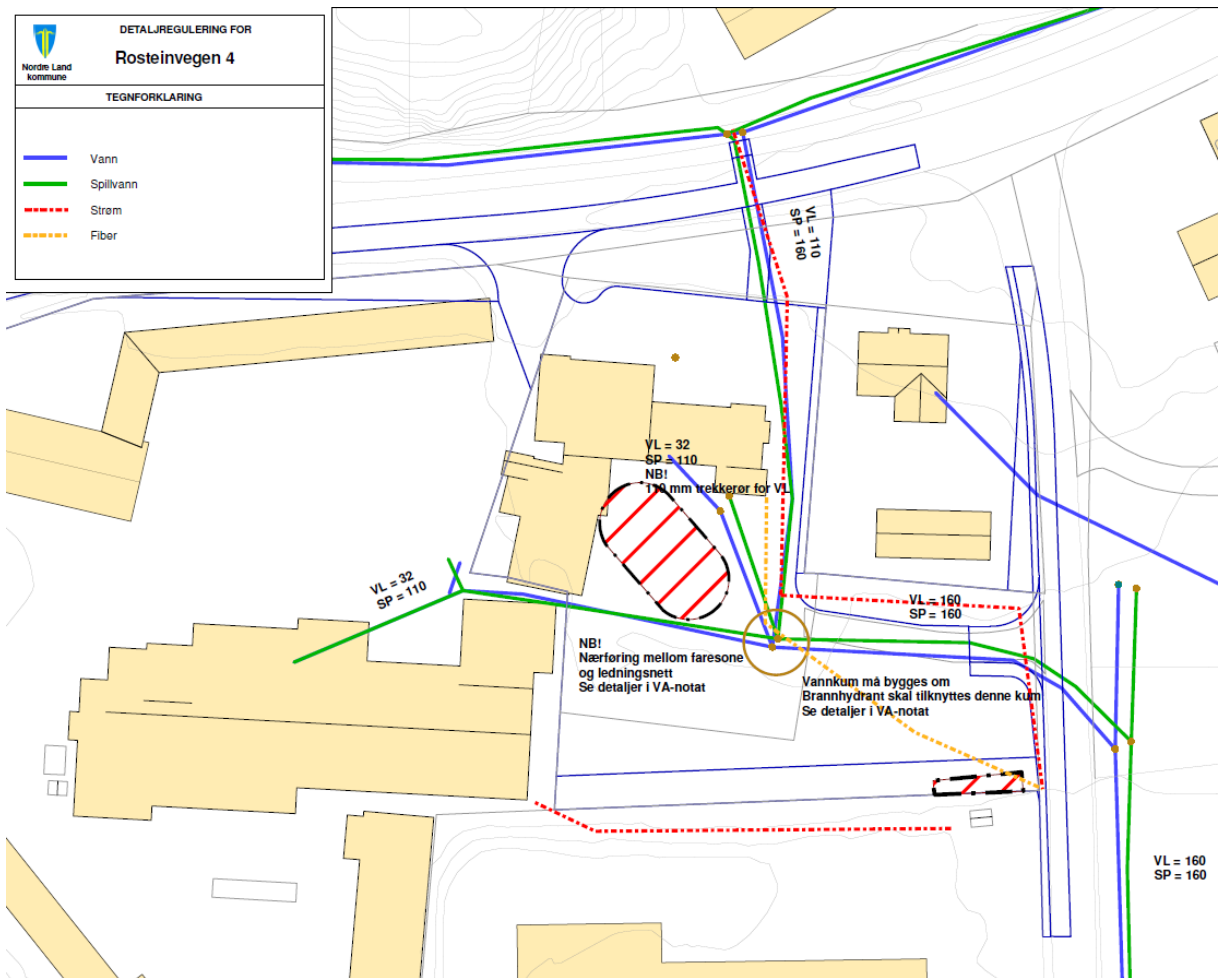 DETALJREGULERING FOR
Rosteinvegen 4
Nordre Land
kommune
TEGNFORKLARING
Vann
Spillvann
Strøm
Fiber
VL = 110
SP = 160
VL = 32
SP = 110
NB!
110 mm trekkerør for VL
VL = 32
SP = 110
VL = 160
SP = 160
NB!
Nærføring mellom faresone
og ledningsnett
Se detaljer i VA-notat
Vannkum må bygges om
Brannhydrant skal tilknyttes denne kum
Se detaljer i VA-notat
VL = 160
SP = 160